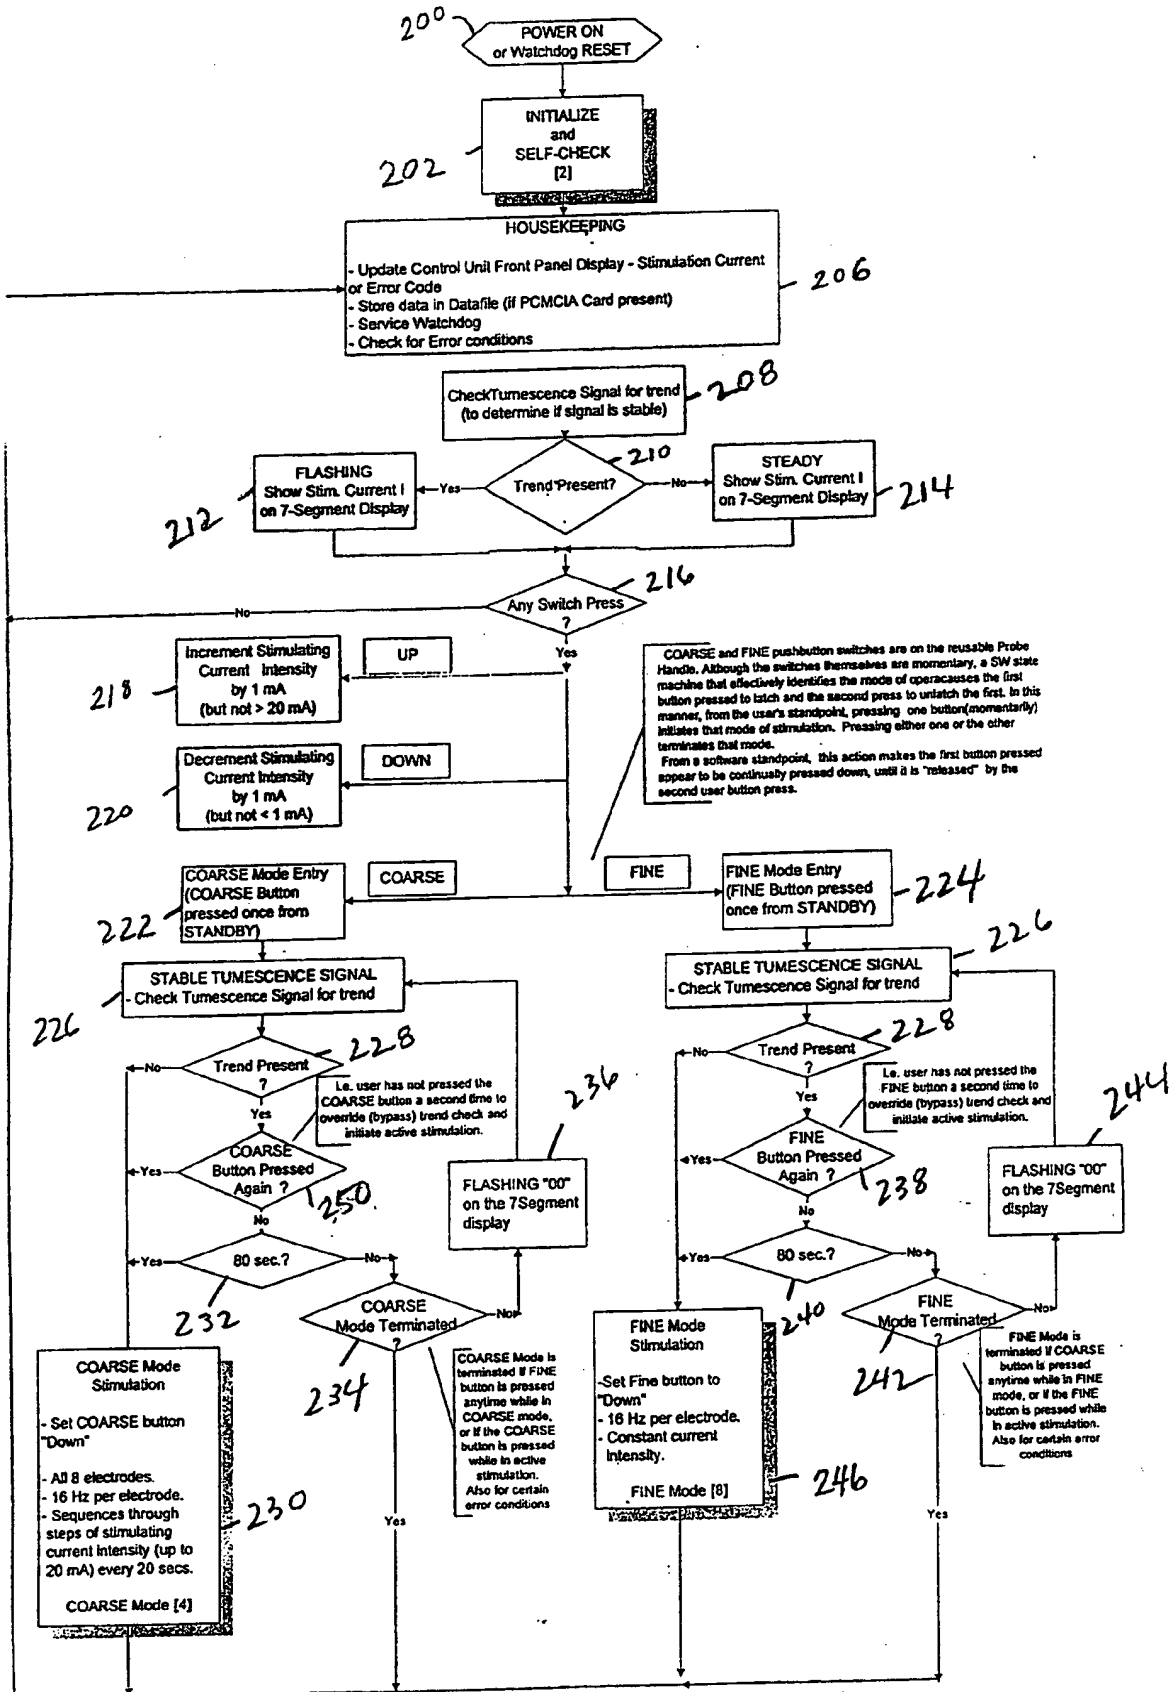 200
POWER ON
or Watchdog RESET
INITIALIZE
and
SELF-CHECK
[2]
202
HOUSEKEEPING
- Update Control Unit Front Panel Display - Stimulation Current
or Error Code
- Store data in Datafile (if PCMCIA Card present)
- Service Watchdog
- Check for Error conditions
206
CheckTumescence Signal for trend
(to determine if signal is stable)
208
FLASHING
Show Stim. Current I
on 7-Segment Display
212
Yes
Trend Present?
210
No
STEADY
Show Stim. Current I
on 7-Segment Display
214
Any Switch Press
?
216
No
Yes
Increment Stimulating
Current Intensity
by 1 mA
(but not > 20 mA)
218
UP
Decrement Stimulating
Current Intensity
by 1 mA
(but not < 1 mA)
220
DOWN
COARSE and FINE pushbutton switches are on the reusable Probe
Handle. Although the switches themselves are momentary, a SW state
machine that effectively identifies the mode of operacauses the first
button pressed to latch and the second press to unlatch the first. In this
manner, from the user's standpoint, pressing one button(momentarily)
initiates that mode of stimulation. Pressing either one or the other
terminates that mode.
From a software standpoint, this action makes the first button pressed
appear to be continually pressed down, until it is "released" by the
second user button press.
COARSE Mode Entry
(COARSE Button
pressed once from
STANDBY)
222
COARSE
FINE
FINE Mode Entry
(FINE Button pressed
once from STANDBY)
224
STABLE TUMESCENCE SIGNAL
- Check Tumescence Signal for trend
226
Trend Present
?
228
No
Yes
i.e. user has not pressed the
COARSE button a second time to
override (bypass) trend check and
initiate active stimulation.
COARSE
Button Pressed
Again ?
250
Yes
No
80 sec.?
232
Yes
No
COARSE
Mode Terminated
?
234
No
Yes
FLASHING "00"
on the 7Segment
display
236
COARSE Mode is
terminated if FINE
button is pressed
anytime while in
COARSE mode,
or if the COARSE
button is pressed
while in active
stimulation.
Also for certain
error conditions
COARSE Mode
Stimulation
- Set COARSE button
"Down"
- All 8 electrodes.
- 16 Hz per electrode.
- Sequences through
steps of stimulating
current intensity (up to
20 mA) every 20 secs.
COARSE Mode [4]
230
STABLE TUMESCENCE SIGNAL
- Check Tumescence Signal for trend
226
Trend Present
?
228
No
Yes
i.e. user has not pressed the
FINE button a second time to
override (bypass) trend check and
initiate active stimulation.
FINE
Button Pressed
Again ?
238
Yes
No
80 sec.?
240
Yes
No
FINE
Mode Terminated
?
242
No
Yes
FLASHING "00"
on the 7Segment
display
244
FINE Mode is
terminated if COARSE
button is pressed
anytime while in FINE
mode, or if the FINE
button is pressed while
in active stimulation.
Also for certain error
conditions
FINE Mode
Stimulation
-Set Fine button to
"Down"
- 16 Hz per electrode.
- Constant current
Intensity.
FINE Mode [8]
246